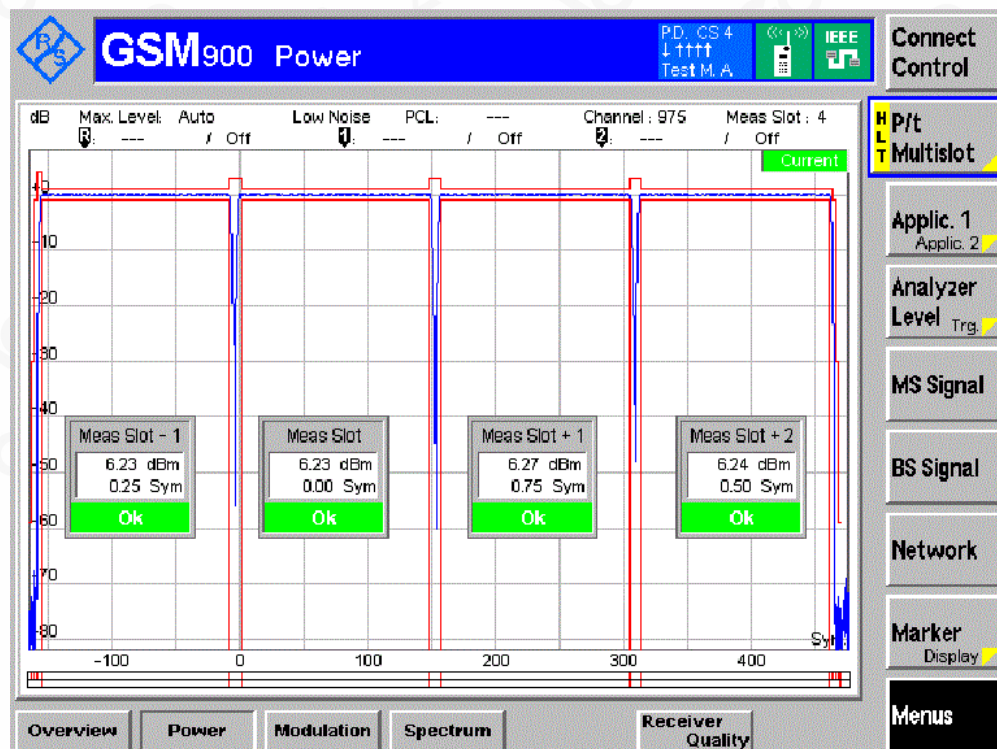 R/S
GSM900 Power
P.D. CS 4
↓ ↑↑↑↑
Test M. A
IEEE
Connect
Control
dB Max. Level: Auto Low Noise PCL: --- Channel : 975 Meas Slot : 4
R : --- / Off 1 : --- / Off 2 : --- / Off
Current
H
L
T
P/t
Multislot
Applic. 1
Applic. 2
Analyzer
Level Trg.
MS Signal
BS Signal
Network
Marker
Display
Menus
+0
-10
-20
-30
-40
-50
-60
-70
-80
Meas Slot - 1
6.23 dBm
0.25 Sym
Ok
Meas Slot
6.23 dBm
0.00 Sym
Ok
Meas Slot + 1
6.27 dBm
0.75 Sym
Ok
Meas Slot + 2
6.24 dBm
0.50 Sym
Ok
-100 0 100 200 300 400
Overview Power Modulation Spectrum Receiver
Quality